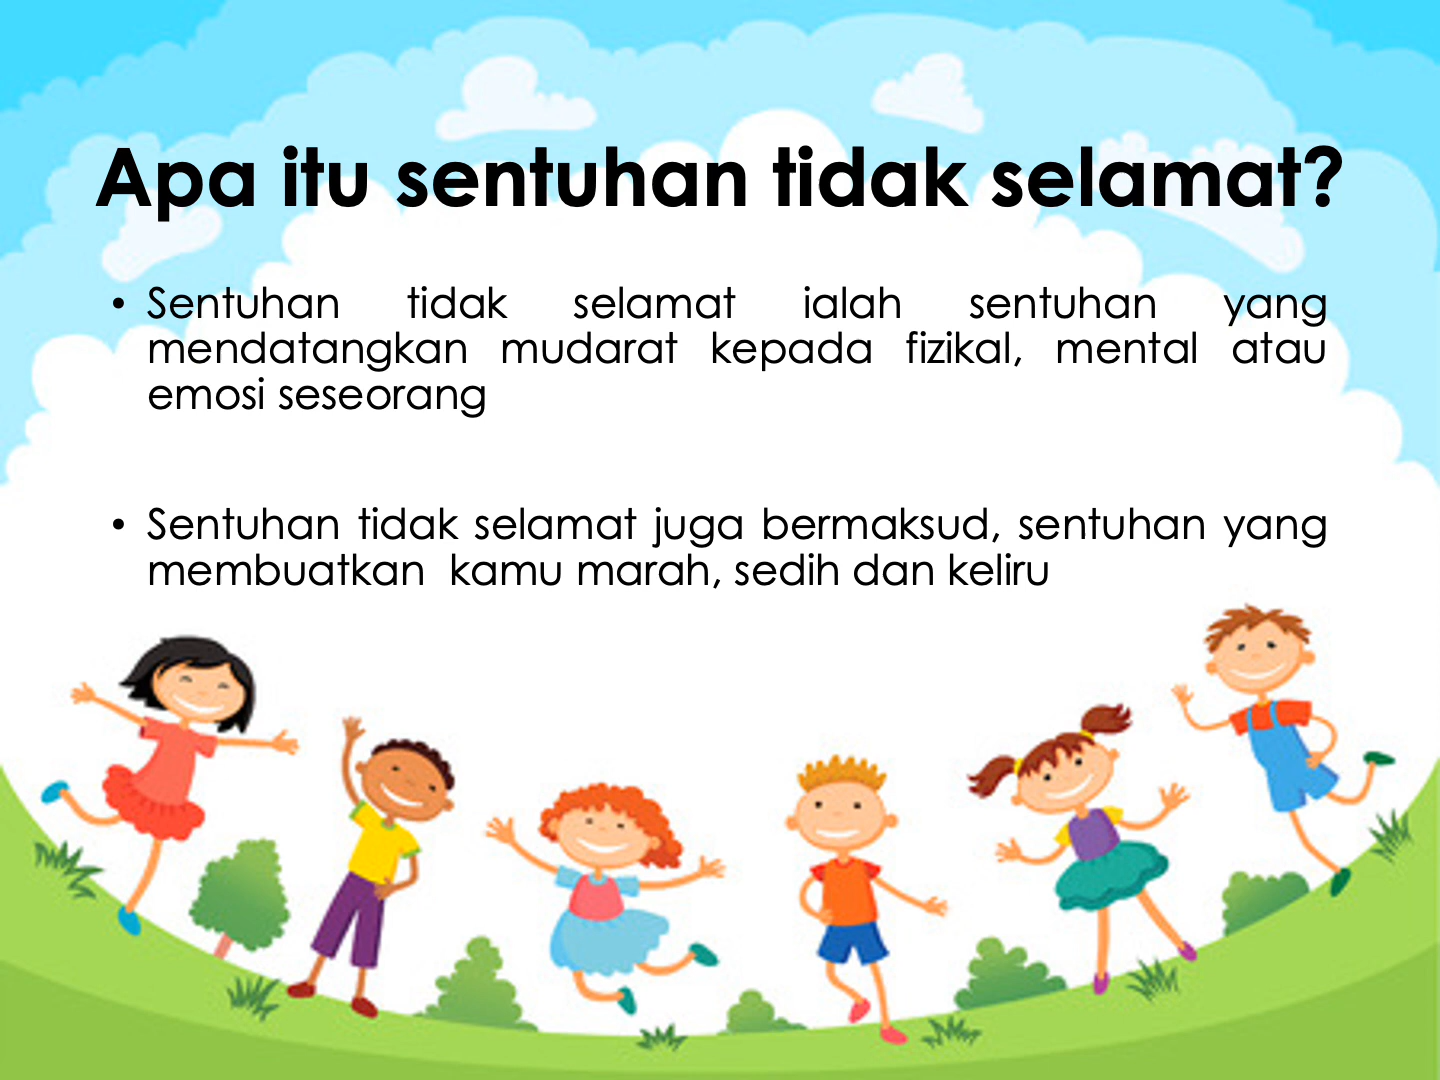 Apa itu sentuhan tidak selamat?
• Sentuhan tidak selamat ialah sentuhan yang
mendatangkan mudarat kepada fizikal, mental atau
emosi seseorang
• Sentuhan tidak selamat juga bermaksud, sentuhan yang
membuatkan  kamu marah, sedih dan keliru